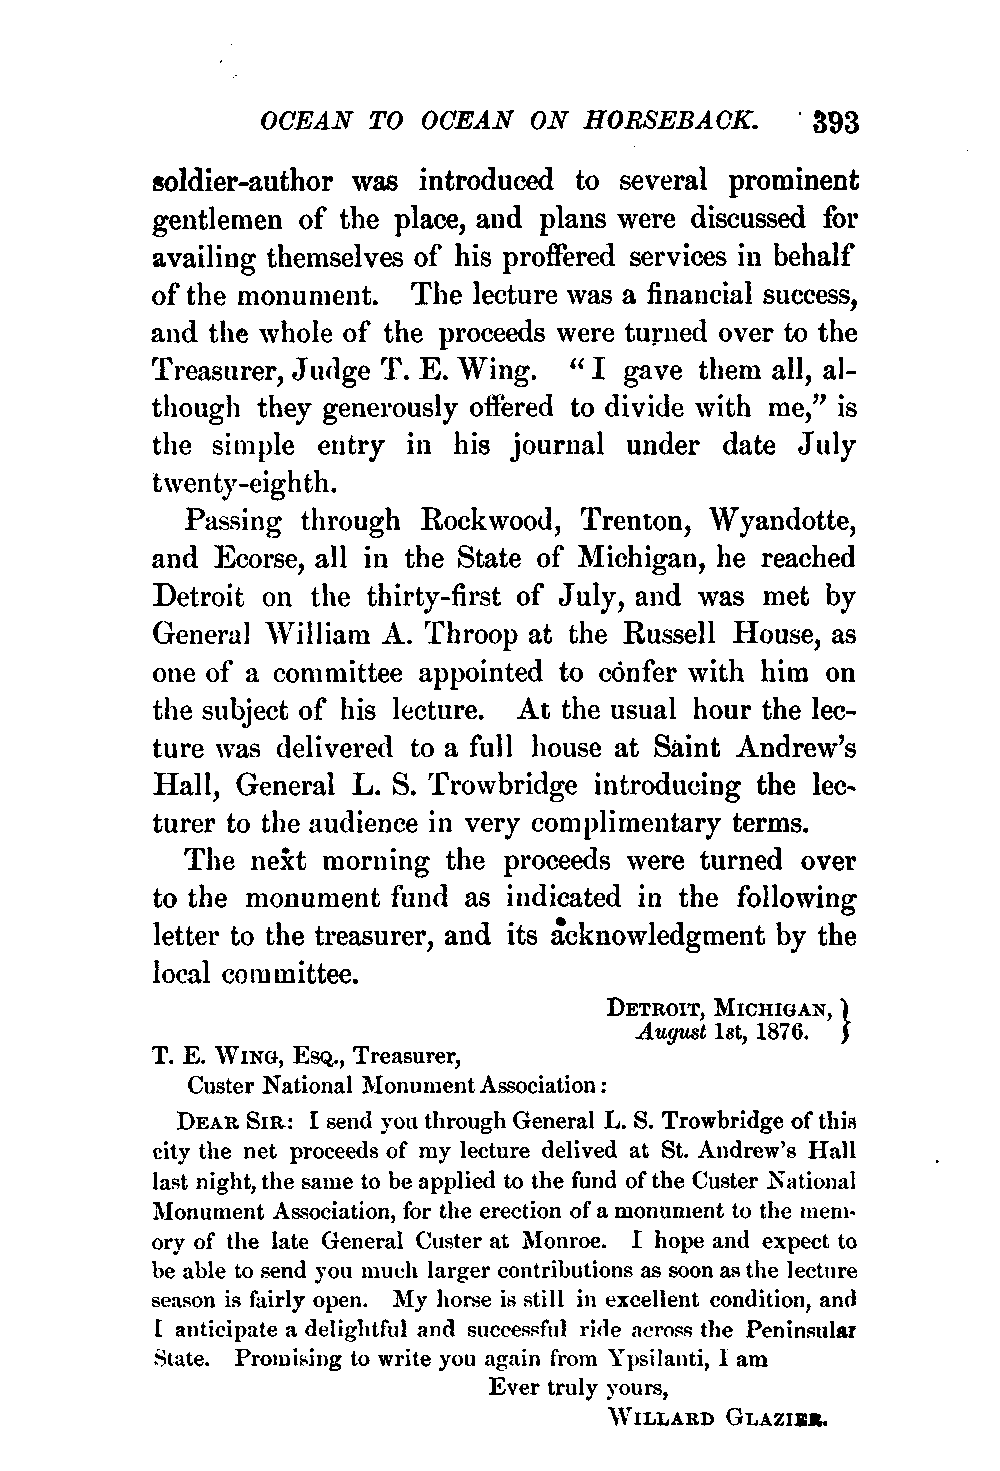 OCEAN TO OCEAN ON HORSEBACK. 393
soldier-author was introduced to several prominent
gentlemen of the place, and plans were discussed for
availing themselves of his proffered services in behalf
of the monument. The lecture was a financial success,
and the whole of the proceeds were turned over to the
Treasurer, Judge T. E. Wing. "I gave them all, al-
though they generously offered to divide with me," is
the simple entry in his journal under date July
twenty-eighth.
Passing through Rockwood, Trenton, Wyandotte,
and Ecorse, all in the State of Michigan, he reached
Detroit on the thirty-first of July, and was met by
General William A. Throop at the Russell House, as
one of a committee appointed to confer with him on
the subject of his lecture. At the usual hour the lec-
ture was delivered to a full house at Saint Andrew's
Hall, General L. S. Trowbridge introducing the lec-
turer to the audience in very complimentary terms.
The next morning the proceeds were turned over
to the monument fund as indicated in the following
letter to the treasurer, and its acknowledgment by the
local committee.
DETROIT, MICHIGAN, }
August 1st, 1876. }
T. E. WING, ESQ., Treasurer,
Custer National Monument Association:
DEAR SIR: I send you through General L. S. Trowbridge of this
city the net proceeds of my lecture delived at St. Andrew's Hall
last night, the same to be applied to the fund of the Custer National
Monument Association, for the erection of a monument to the mem-
ory of the late General Custer at Monroe. I hope and expect to
be able to send you much larger contributions as soon as the lecture
season is fairly open. My horse is still in excellent condition, and
I anticipate a delightful and successful ride across the Peninsular
State. Promising to write you again from Ypsilanti, I am
Ever truly yours,
WILLARD GLAZIER.